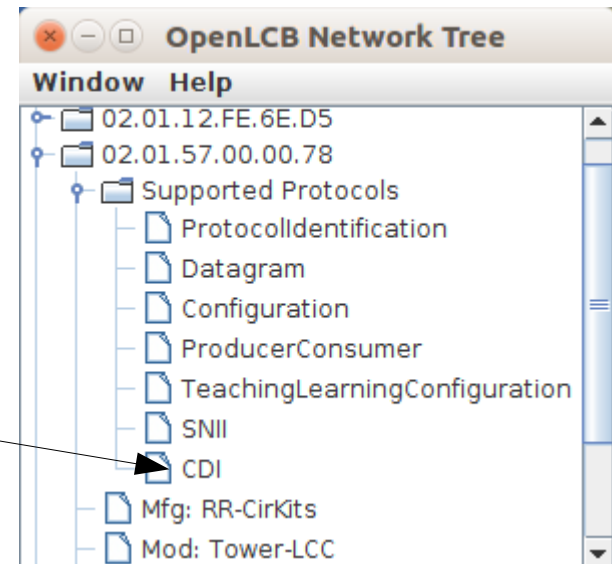 OpenLCB Network Tree
Window Help
02.01.12.FE.6E.D5
02.01.57.00.00.78
Supported Protocols
ProtocolIdentification
Datagram
Configuration
ProducerConsumer
TeachingLearningConfiguration
SNII
CDI
Mfg: RR-CirKits
Mod: Tower-LCC